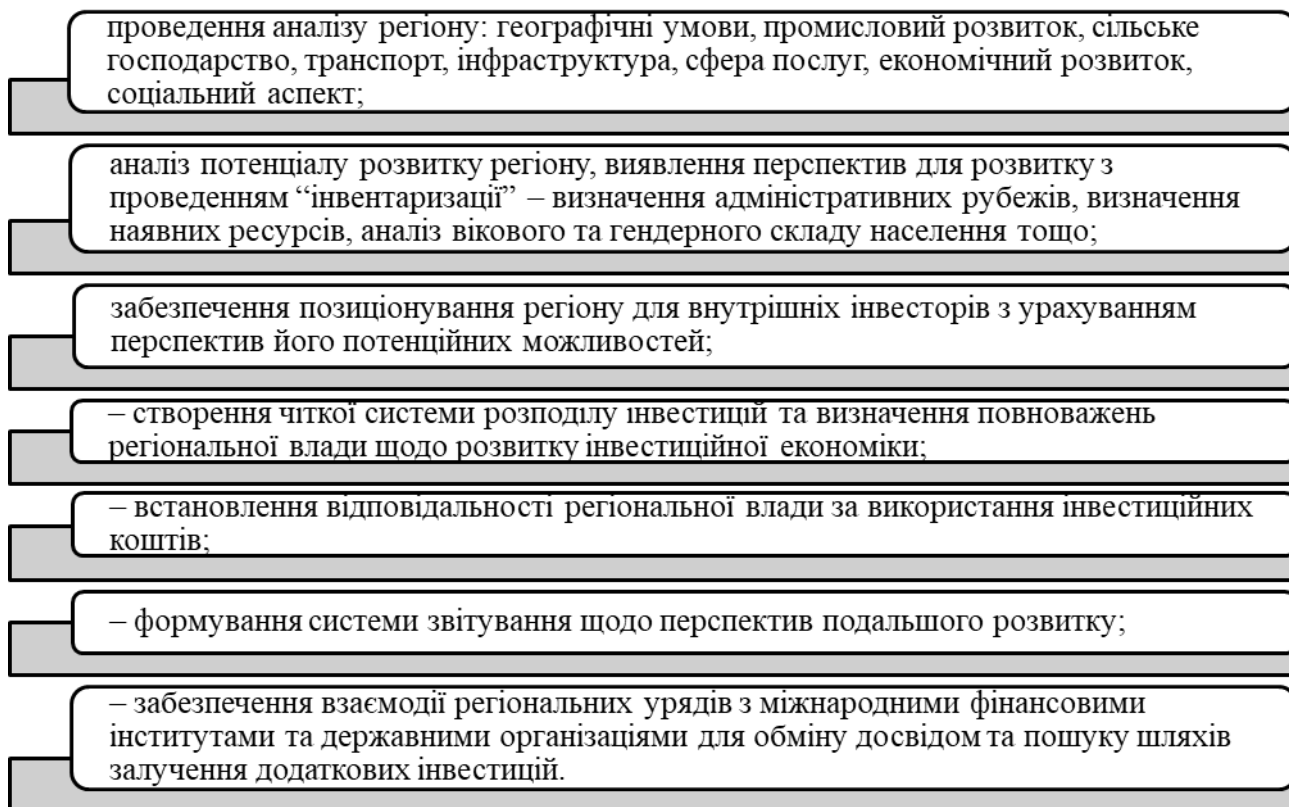 проведення аналізу регіону: географічні умови, промисловий розвиток, сільське
господарство, транспорт, інфраструктура, сфера послуг, економічний розвиток,
соціальний аспект;
аналіз потенціалу розвитку регіону, виявлення перспектив для розвитку з
проведенням “інвентаризації” – визначення адміністративних рубежів, визначення
наявних ресурсів, аналіз вікового та гендерного складу населення тощо;
забезпечення позиціонування регіону для внутрішніх інвесторів з урахуванням
перспектив його потенційних можливостей;
– створення чіткої системи розподілу інвестицій та визначення повноважень
регіональної влади щодо розвитку інвестиційної економіки;
– встановлення відповідальності регіональної влади за використання інвестиційних
коштів;
– формування системи звітування щодо перспектив подальшого розвитку;
– забезпечення взаємодії регіональних урядів з міжнародними фінансовими
інститутами та державними організаціями для обміну досвідом та пошуку шляхів
залучення додаткових інвестицій.